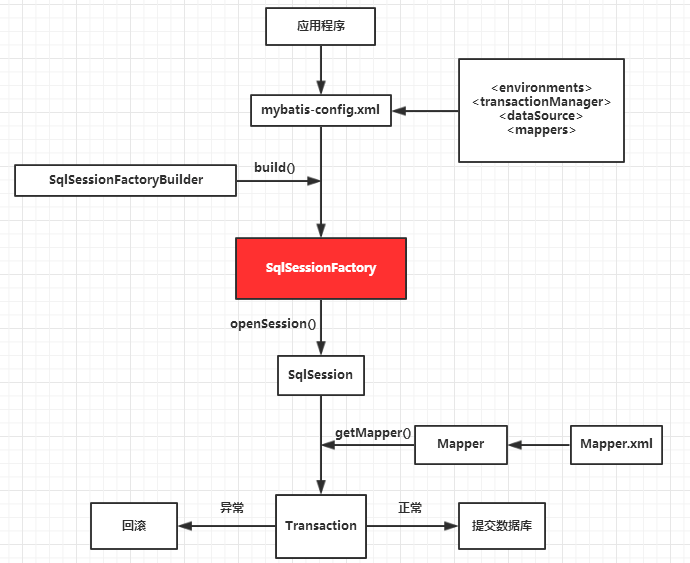 应用程序
mybatis-config.xml
<environments>
<transactionManager>
<dataSource>
<mappers>
build()
SqlSessionFactoryBuilder
SqlSessionFactory
openSession()
SqlSession
getMapper()
Mapper
Mapper.xml
异常
正常
回滚
Transaction
提交数据库